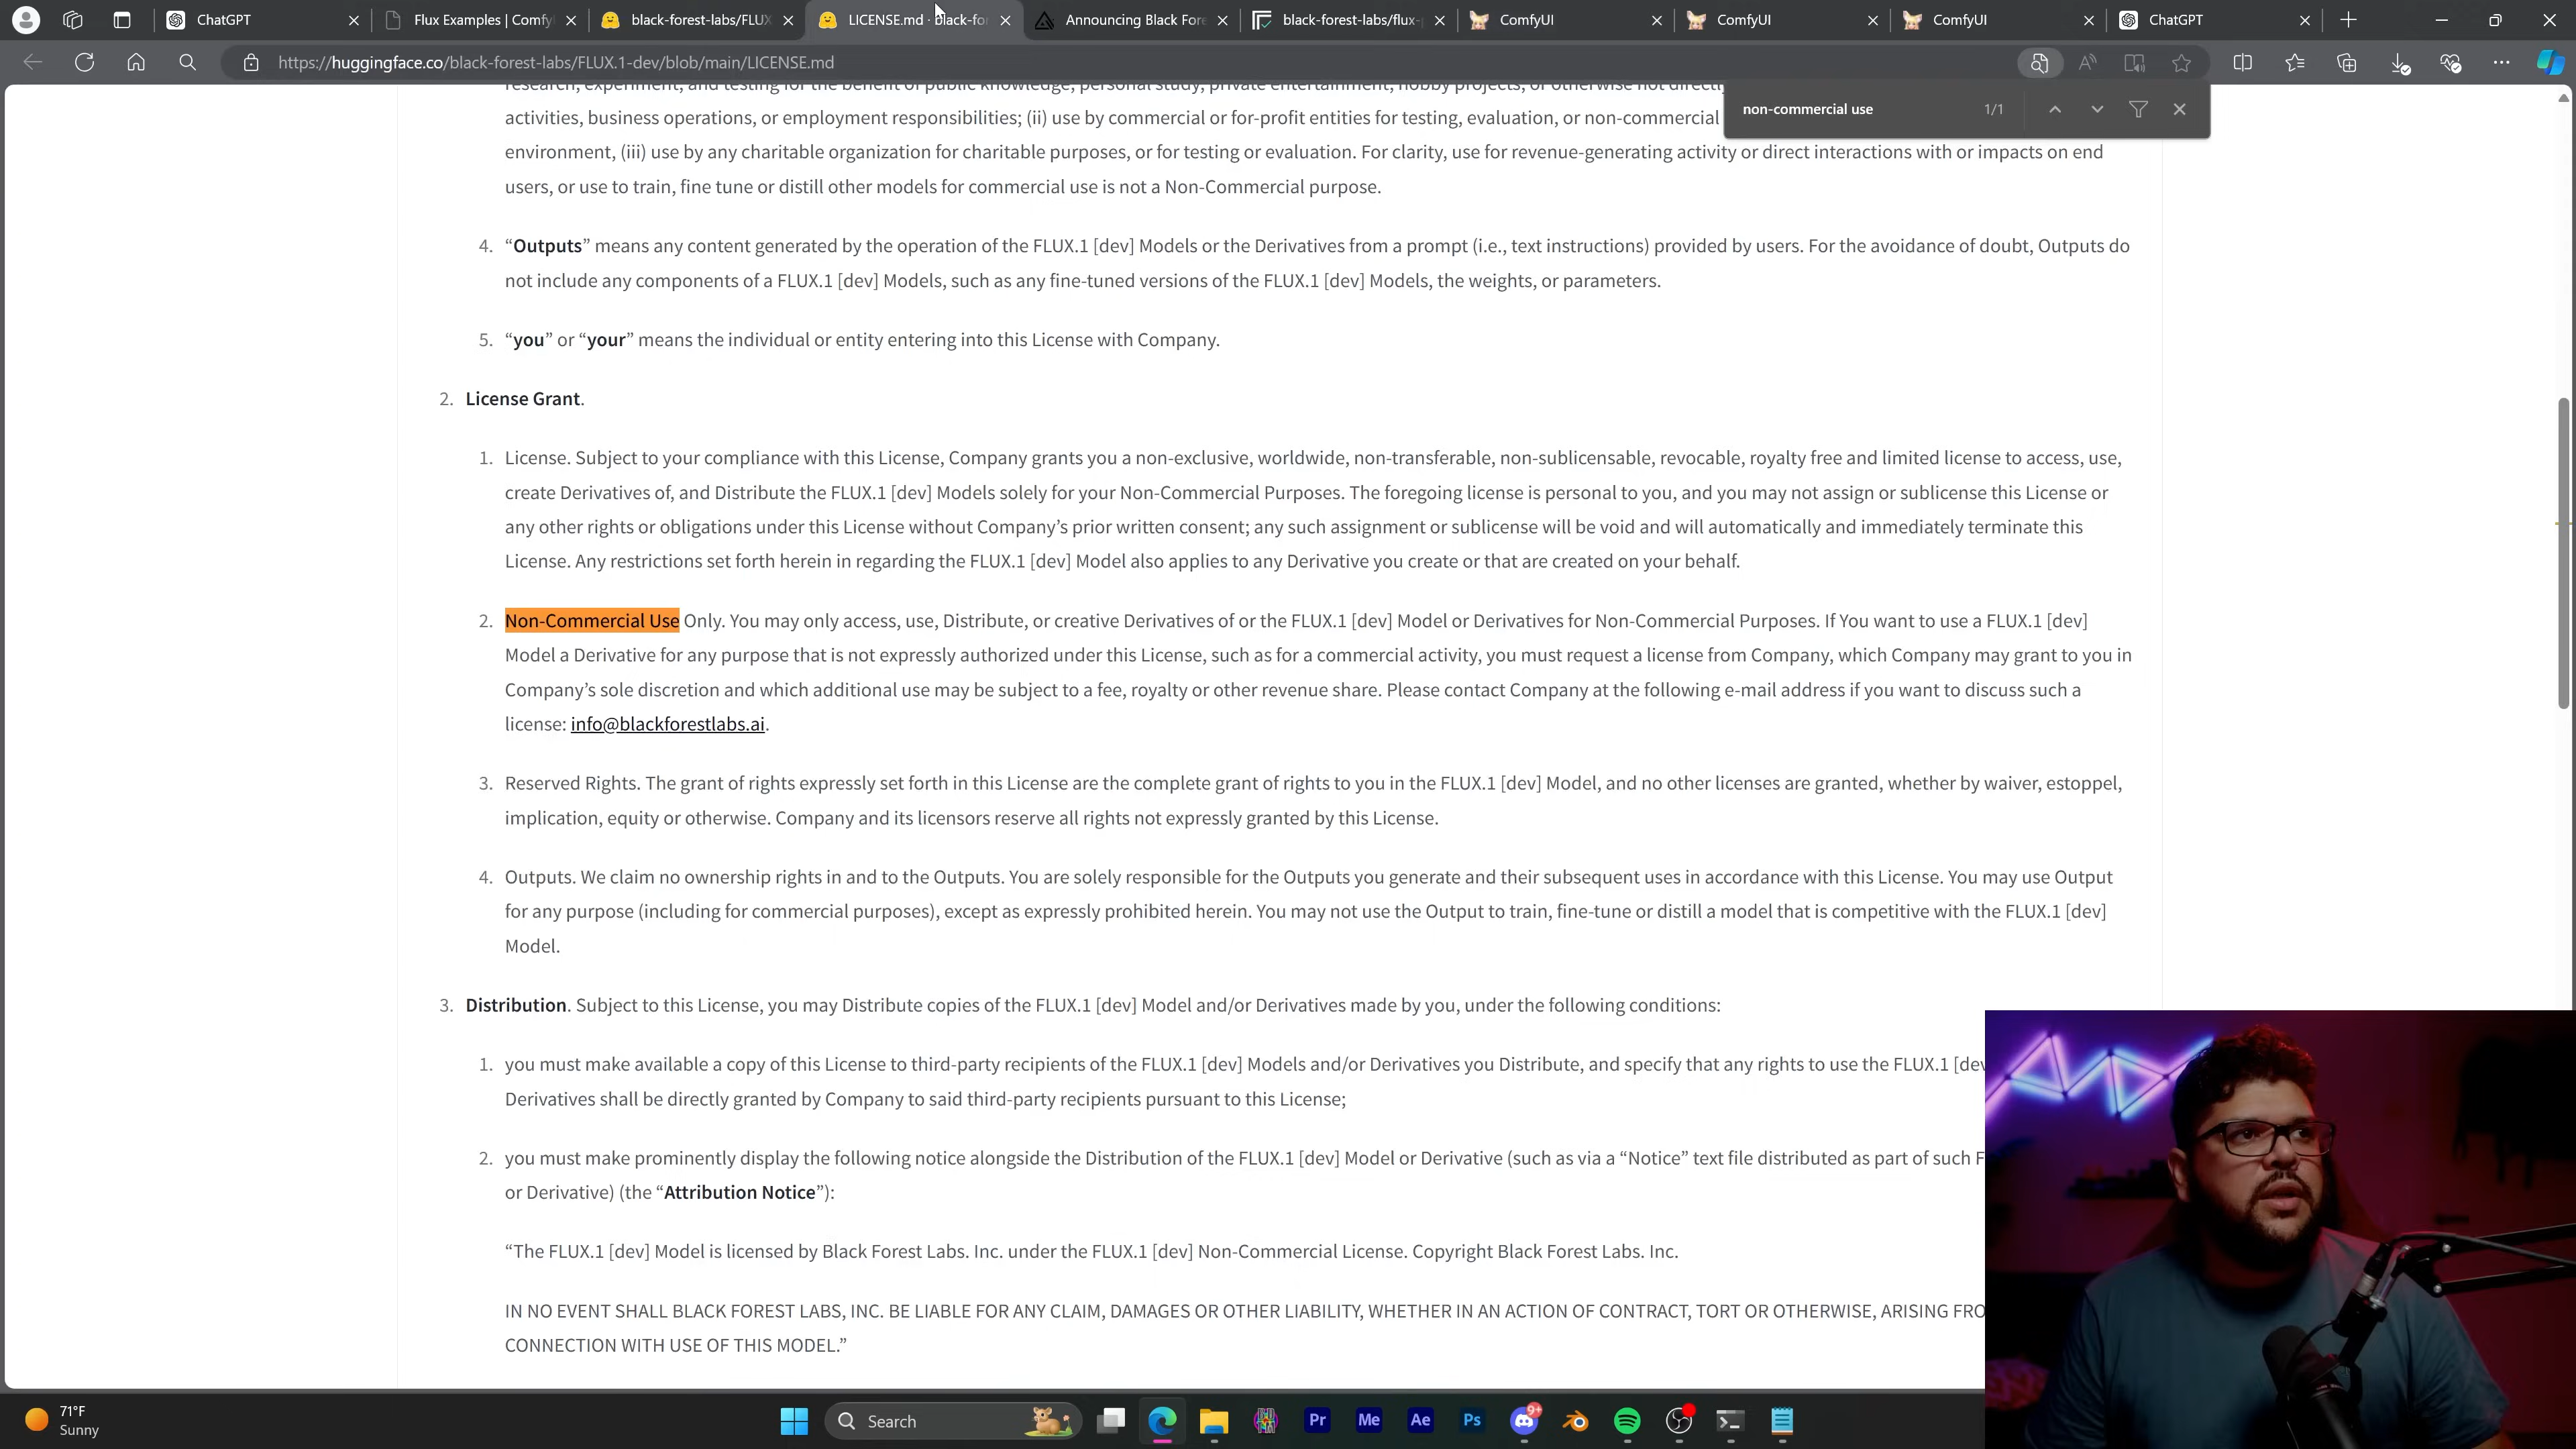 ChatGPT
Flux Examples | ComfyU
black-forest-labs/FLUX
LICENSE.md · black-for
Announcing Black Fore
black-forest-labs/flux-
ComfyUI
ComfyUI
ComfyUI
ChatGPT
https://huggingface.co/black-forest-labs/FLUX.1-dev/blob/main/LICENSE.md
non-commercial use 1/1
research, experiment, and testing for the benefit of public knowledge, personal study, private entertainment, hobby projects, or otherwise not directly
activities, business operations, or employment responsibilities; (ii) use by commercial or for-profit entities for testing, evaluation, or non-commercial
environment, (iii) use by any charitable organization for charitable purposes, or for testing or evaluation. For clarity, use for revenue-generating activity or direct interactions with or impacts on end
users, or use to train, fine tune or distill other models for commercial use is not a Non-Commercial purpose.
4. “Outputs” means any content generated by the operation of the FLUX.1 [dev] Models or the Derivatives from a prompt (i.e., text instructions) provided by users. For the avoidance of doubt, Outputs do
not include any components of a FLUX.1 [dev] Models, such as any fine-tuned versions of the FLUX.1 [dev] Models, the weights, or parameters.
5. “you” or “your” means the individual or entity entering into this License with Company.
2. License Grant.
1. License. Subject to your compliance with this License, Company grants you a non-exclusive, worldwide, non-transferable, non-sublicensable, revocable, royalty free and limited license to access, use,
create Derivatives of, and Distribute the FLUX.1 [dev] Models solely for your Non-Commercial Purposes. The foregoing license is personal to you, and you may not assign or sublicense this License or
any other rights or obligations under this License without Company’s prior written consent; any such assignment or sublicense will be void and will automatically and immediately terminate this
License. Any restrictions set forth herein in regarding the FLUX.1 [dev] Model also applies to any Derivative you create or that are created on your behalf.
2. Non-Commercial Use Only. You may only access, use, Distribute, or creative Derivatives of or the FLUX.1 [dev] Model or Derivatives for Non-Commercial Purposes. If You want to use a FLUX.1 [dev]
Model a Derivative for any purpose that is not expressly authorized under this License, such as for a commercial activity, you must request a license from Company, which Company may grant to you in
Company’s sole discretion and which additional use may be subject to a fee, royalty or other revenue share. Please contact Company at the following e-mail address if you want to discuss such a
license: info@blackforestlabs.ai.
3. Reserved Rights. The grant of rights expressly set forth in this License are the complete grant of rights to you in the FLUX.1 [dev] Model, and no other licenses are granted, whether by waiver, estoppel,
implication, equity or otherwise. Company and its licensors reserve all rights not expressly granted by this License.
4. Outputs. We claim no ownership rights in and to the Outputs. You are solely responsible for the Outputs you generate and their subsequent uses in accordance with this License. You may use Output
for any purpose (including for commercial purposes), except as expressly prohibited herein. You may not use the Output to train, fine-tune or distill a model that is competitive with the FLUX.1 [dev]
Model.
3. Distribution. Subject to this License, you may Distribute copies of the FLUX.1 [dev] Model and/or Derivatives made by you, under the following conditions:
1. you must make available a copy of this License to third-party recipients of the FLUX.1 [dev] Models and/or Derivatives you Distribute, and specify that any rights to use the FLUX.1 [dev
Derivatives shall be directly granted by Company to said third-party recipients pursuant to this License;
2. you must make prominently display the following notice alongside the Distribution of the FLUX.1 [dev] Model or Derivative (such as via a “Notice” text file distributed as part of such F
or Derivative) (the “Attribution Notice”):
“The FLUX.1 [dev] Model is licensed by Black Forest Labs. Inc. under the FLUX.1 [dev] Non-Commercial License. Copyright Black Forest Labs. Inc.
IN NO EVENT SHALL BLACK FOREST LABS, INC. BE LIABLE FOR ANY CLAIM, DAMAGES OR OTHER LIABILITY, WHETHER IN AN ACTION OF CONTRACT, TORT OR OTHERWISE, ARISING FRO
CONNECTION WITH USE OF THIS MODEL.”
71°F
Sunny
Search
Pr
Me
Ae
Ps
9+